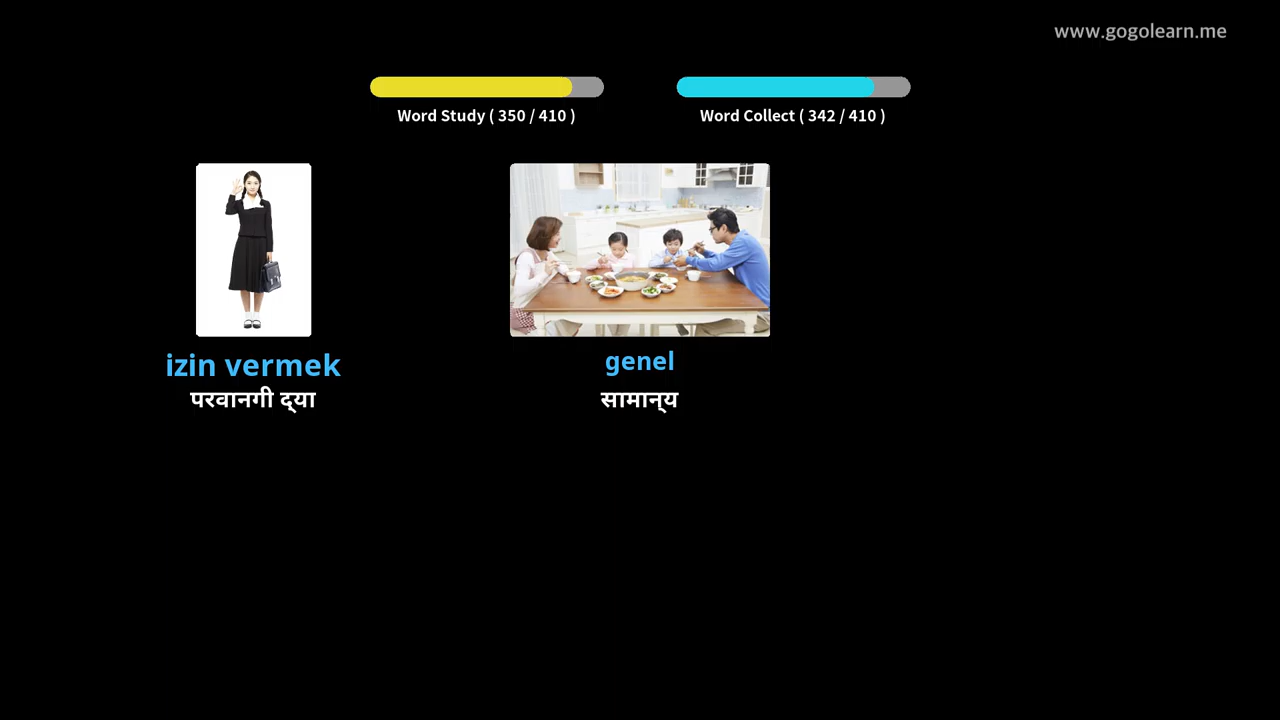 www.gogolearn.me
Word Study ( 350 / 410 )
Word Collect ( 342 / 410 )
izin vermek
परवानगी द्या
genel
सामान्य